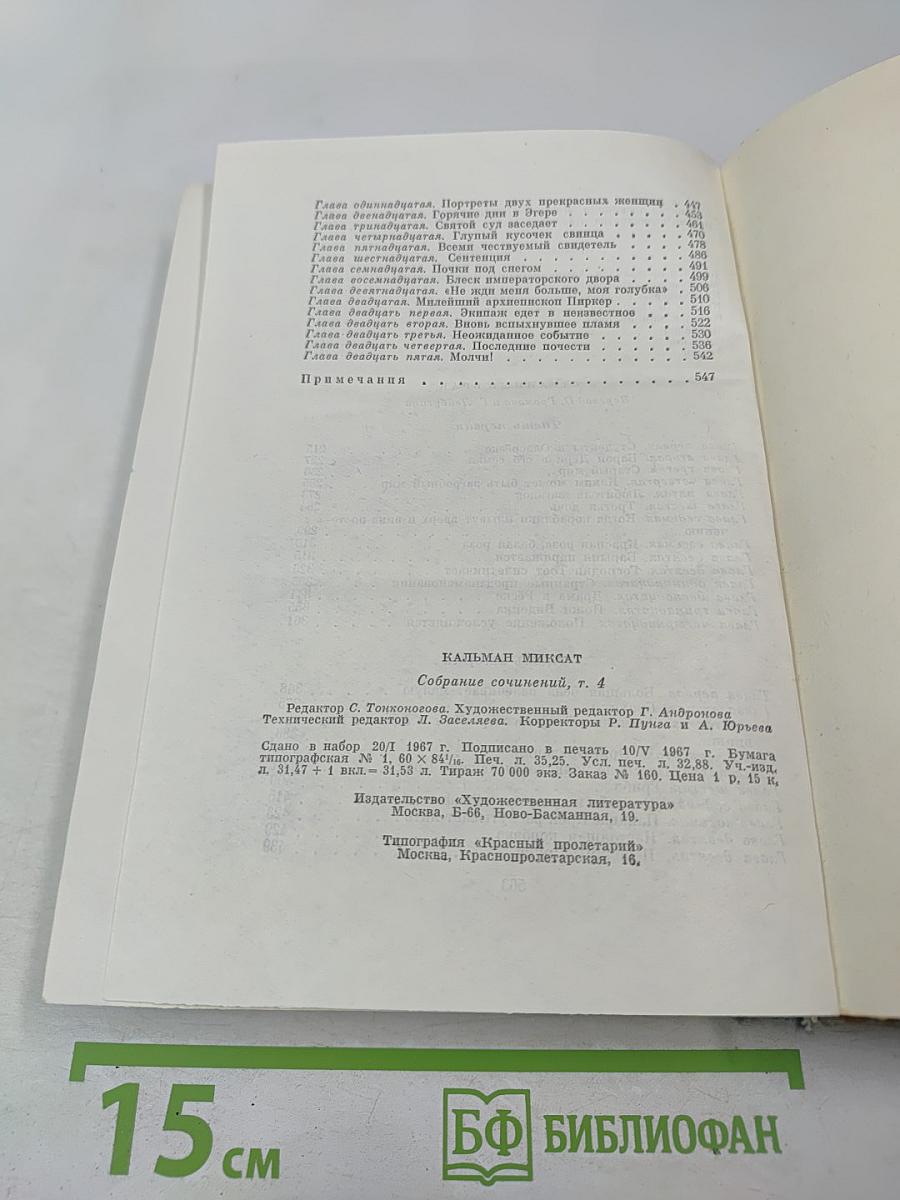 Глава одиннадцатая. Портреты двух прекрасных женщин . 447
Глава двенадцатая. Горячие дни в Эгере . . . . . . . . 453
Глава тринадцатая. Святой суд заседает . . . . . . . . 461
Глава четырнадцатая. Глупый кусочек свинца . . . . . . 470
Глава пятнадцатая. Всеми чествуемый свидетель . . . . 478
Глава шестнадцатая. Сентенция . . . . . . . . . . . . 486
Глава семнадцатая. Почки под снегом . . . . . . . . . 491
Глава восемнадцатая. Блеск императорского двора . . . . 499
Глава девятнадцатая. «Не жди меня больше, моя голубка» . 506
Глава двадцатая. Милейший архиепископ Пиркер . . . . . 510
Глава двадцать первая. Экипаж едет в неизвестное . . . 516
Глава двадцать вторая. Вновь вспыхнувшее пламя . . . . 522
Глава двадцать третья. Неожиданное событие . . . . . . 530
Глава двадцать четвертая. Последние почести . . . . . . 536
Глава двадцать пятая. Молчи! . . . . . . . . . . . . 542
Примечания . . . . . . . . . . . . . . . . . 547
КАЛЬМАН МИКСАТ
Собрание сочинений, т. 4
Редактор С. Тонконогова. Художественный редактор Г. Андронова
Технический редактор Л. Заселяева. Корректоры Р. Пунга и А. Юрьева
Сдано в набор 20/I 1967 г. Подписано в печать 10/V 1967 г. Бумага
типографская № 1, 60 × 84 1/16. Печ. л. 35,25. Усл. печ. л. 32,88. Уч.-изд.
л. 31,47 + 1 вкл. = 31,53 л. Тираж 70 000 экз. Заказ № 160. Цена 1 р. 15 к.
Издательство «Художественная литература»
Москва, Б-66, Ново-Басманная, 19.
Типография «Красный пролетарий»
Москва, Краснопролетарская, 16.
15 см
БФ БИБЛИОФАН